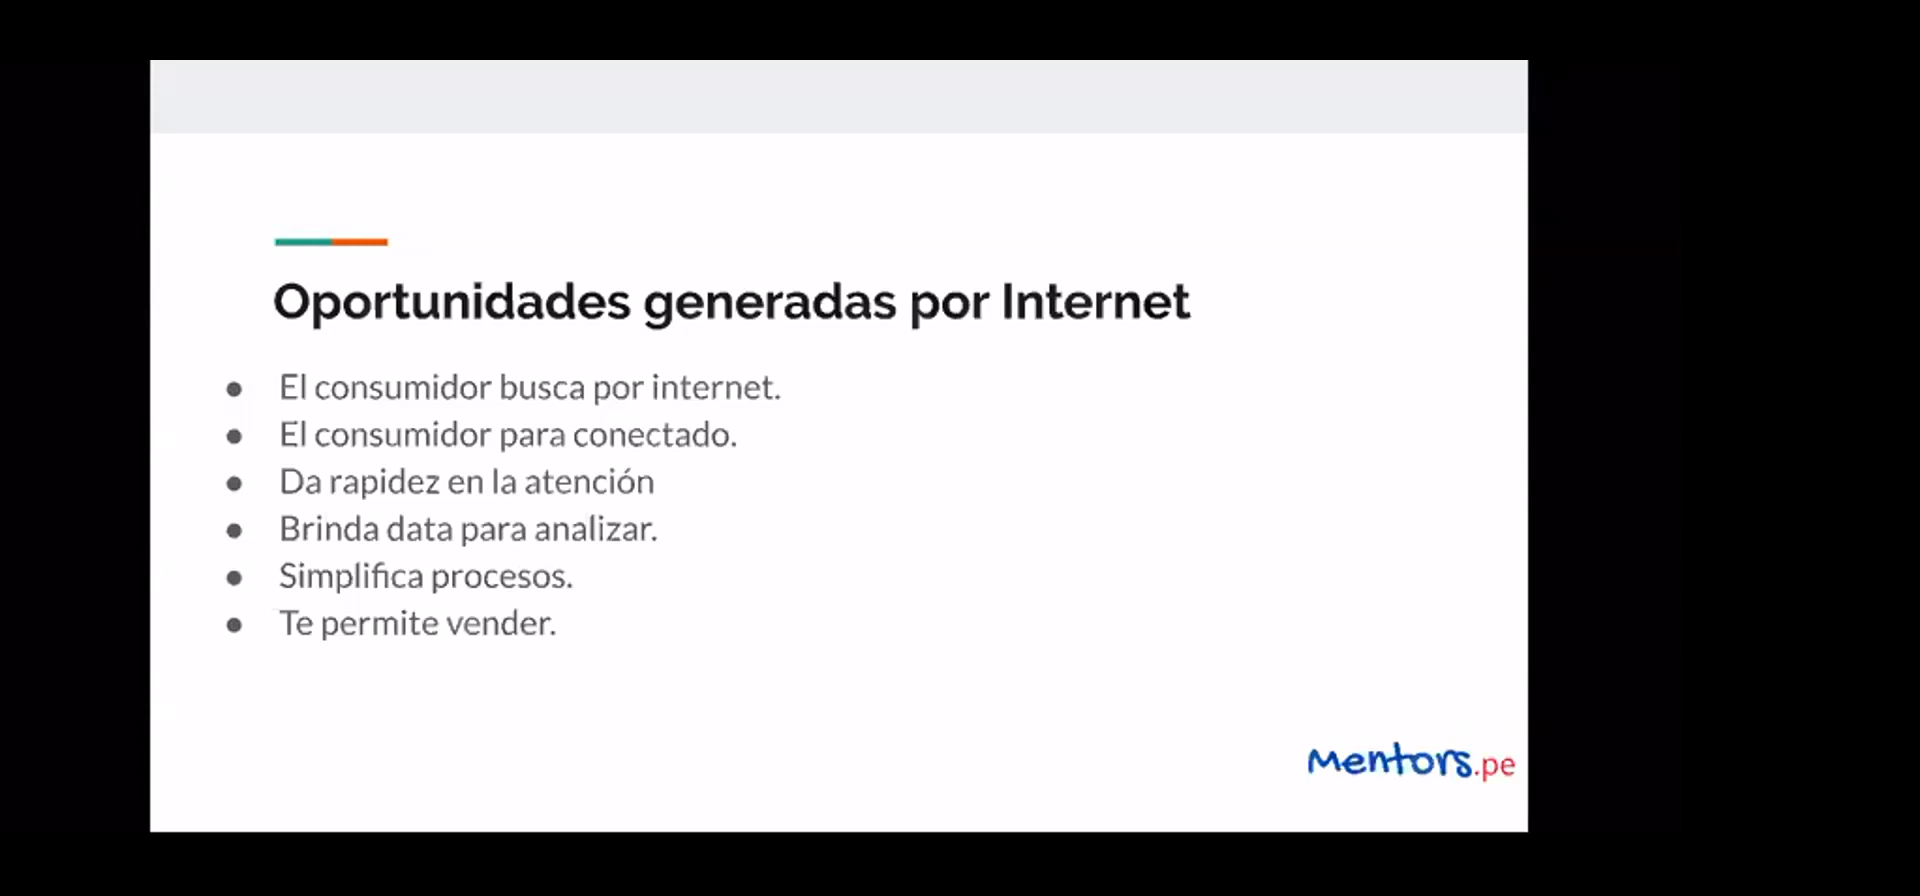 Oportunidades generadas por Internet
● El consumidor busca por internet.
● El consumidor para conectado.
● Da rapidez en la atención
● Brinda data para analizar.
● Simplifica procesos.
● Te permite vender.
Mentors.pe